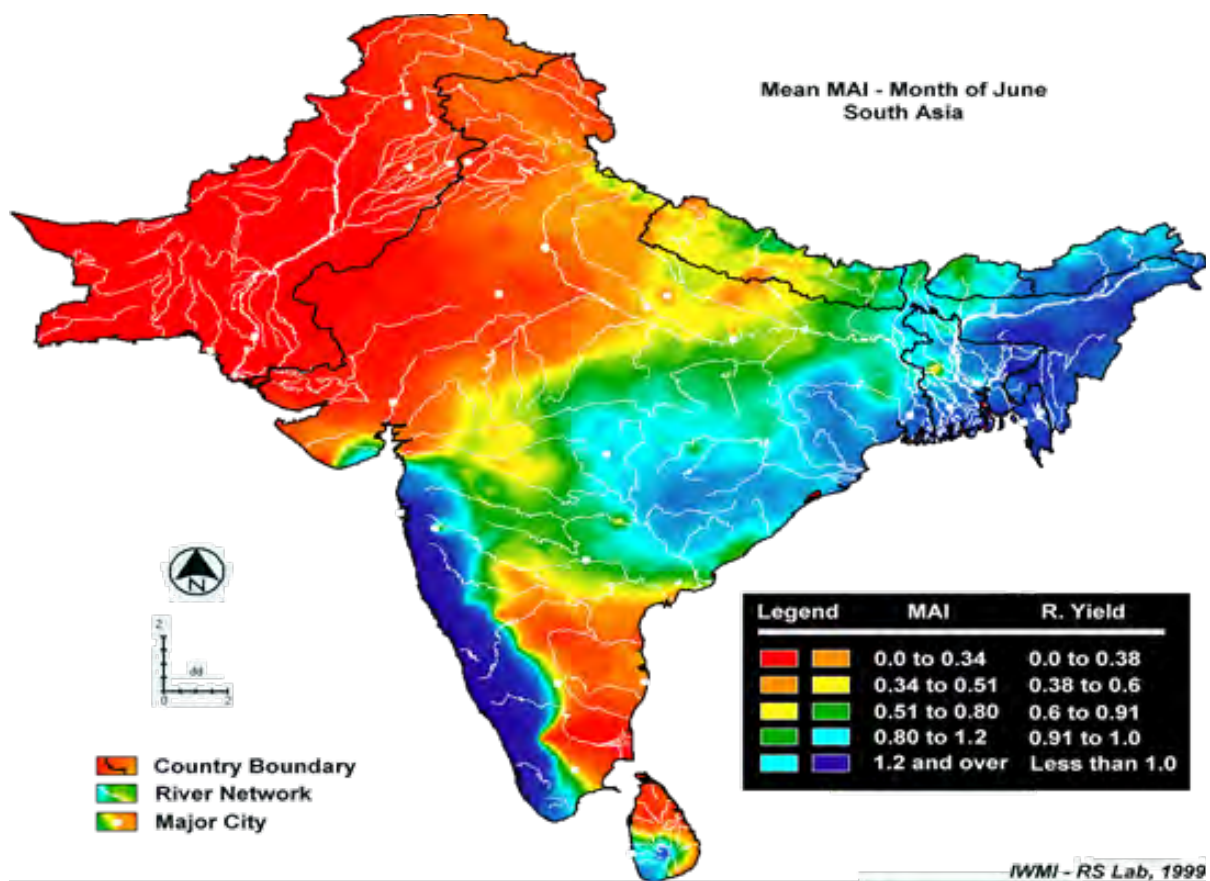 Mean MAI - Month of June
South Asia
N
2
dd
0 2
Legend MAI R. Yield
0.0 to 0.34 0.0 to 0.38
0.34 to 0.51 0.38 to 0.6
0.51 to 0.80 0.6 to 0.91
0.80 to 1.2 0.91 to 1.0
1.2 and over Less than 1.0
Country Boundary
River Network
Major City
IWMI - RS Lab, 1999